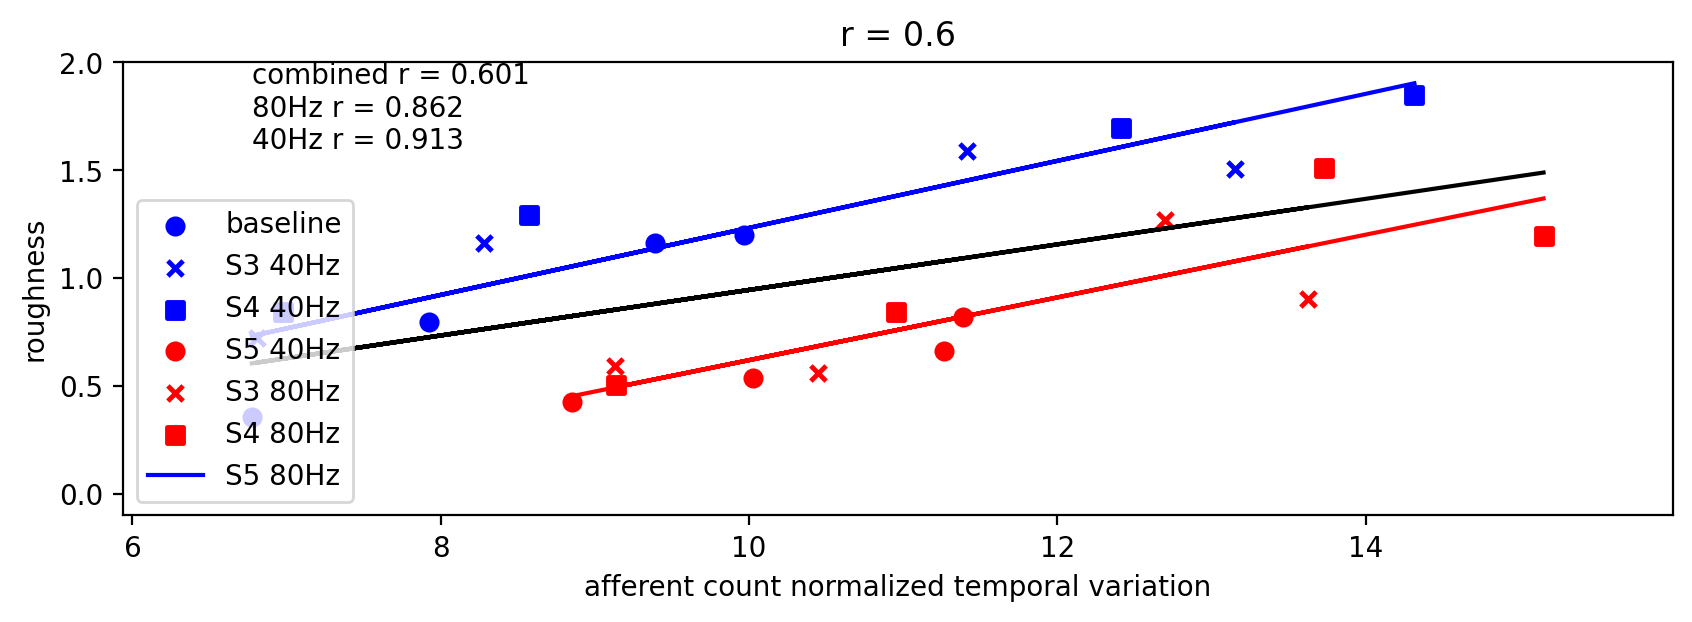 r = 0.6
combined r = 0.601
80Hz r = 0.862
40Hz r = 0.913
2.0
1.5
1.0
0.5
0.0
roughness
baseline
S3 40Hz
S4 40Hz
S5 40Hz
S3 80Hz
S4 80Hz
S5 80Hz
6 8 10 12 14
afferent count normalized temporal variation